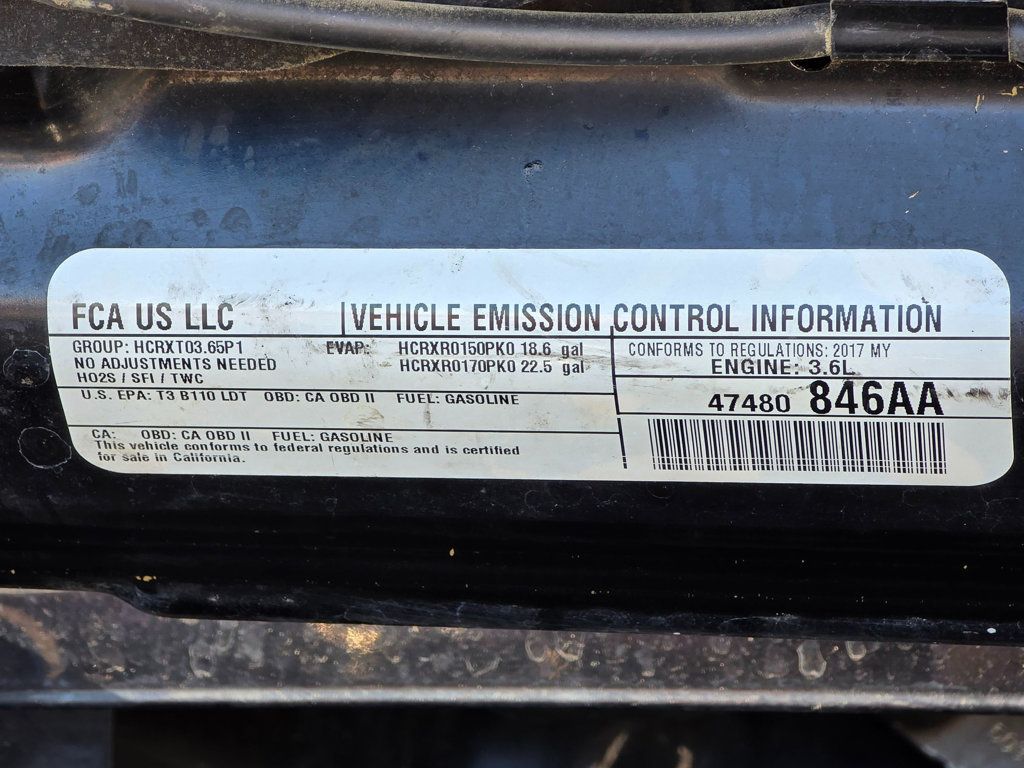 FCA US LLC VEHICLE EMISSION CONTROL INFORMATION
GROUP: HCRXT03.65P1 EVAP: HCRXR0150PK0 18.6 gal
HCRXR0170PK0 22.5 gal
NO ADJUSTMENTS NEEDED
HO2S / SFI / TWC
CONFORMS TO REGULATIONS: 2017 MY
ENGINE: 3.6L
U.S. EPA: T3 B110 LDT OBD: CA OBD II FUEL: GASOLINE
47480 846AA
CA: OBD: CA OBD II FUEL: GASOLINE
This vehicle conforms to federal regulations and is certified
for sale in California.